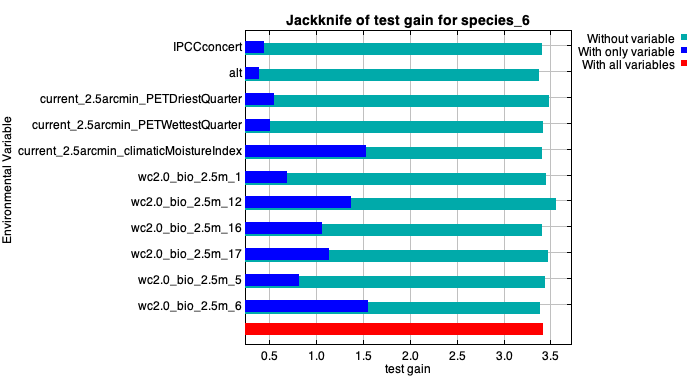 Jackknife of test gain for species_6
Without variable
With only variable
With all variables
Environmental Variable
IPCCconcert
alt
current_2.5arcmin_PETDriestQuarter
current_2.5arcmin_PETWettestQuarter
current_2.5arcmin_climaticMoistureIndex
wc2.0_bio_2.5m_1
wc2.0_bio_2.5m_12
wc2.0_bio_2.5m_16
wc2.0_bio_2.5m_17
wc2.0_bio_2.5m_5
wc2.0_bio_2.5m_6
0.5 1.0 1.5 2.0 2.5 3.0 3.5
test gain